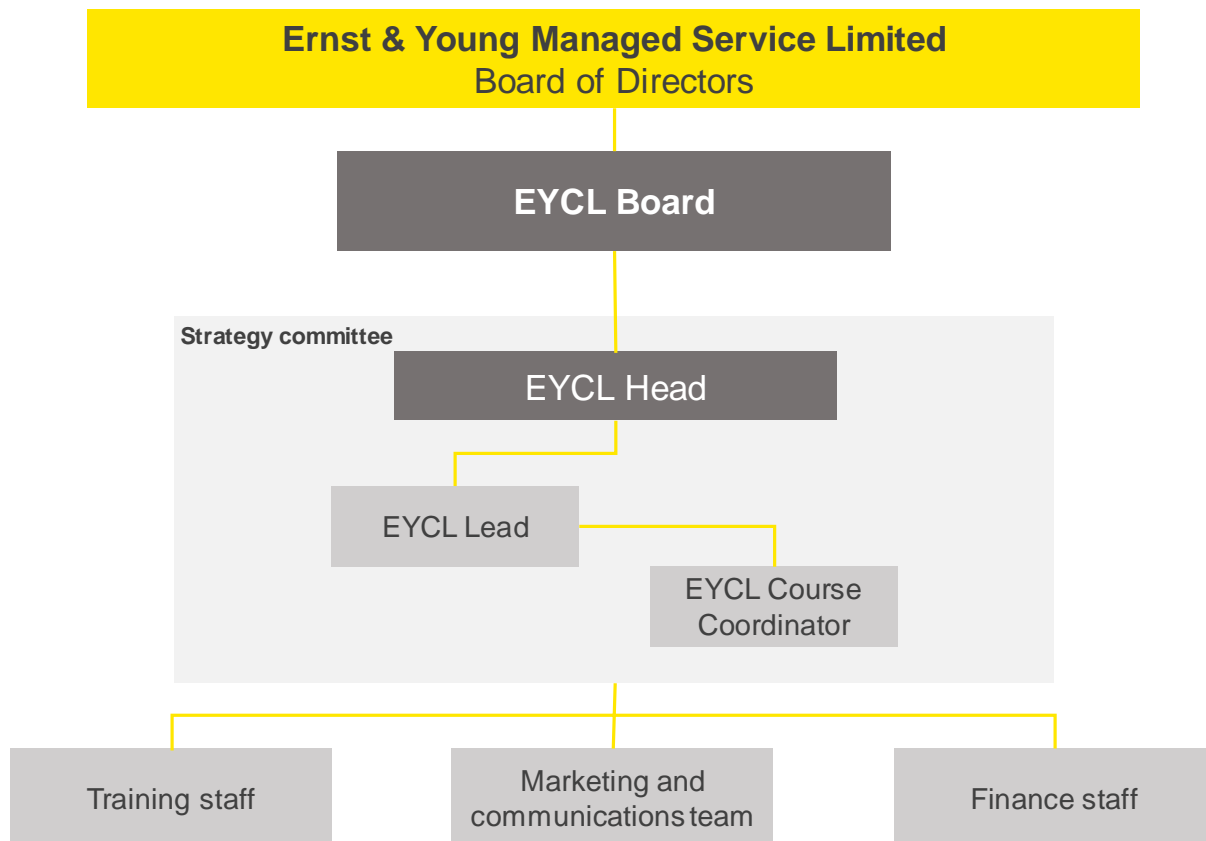 Ernst & Young Managed Service Limited
Board of Directors
EYCL Board
Strategy committee
EYCL Head
EYCL Lead
EYCL Course
Coordinator
Training staff
Marketing and
communications team
Finance staff